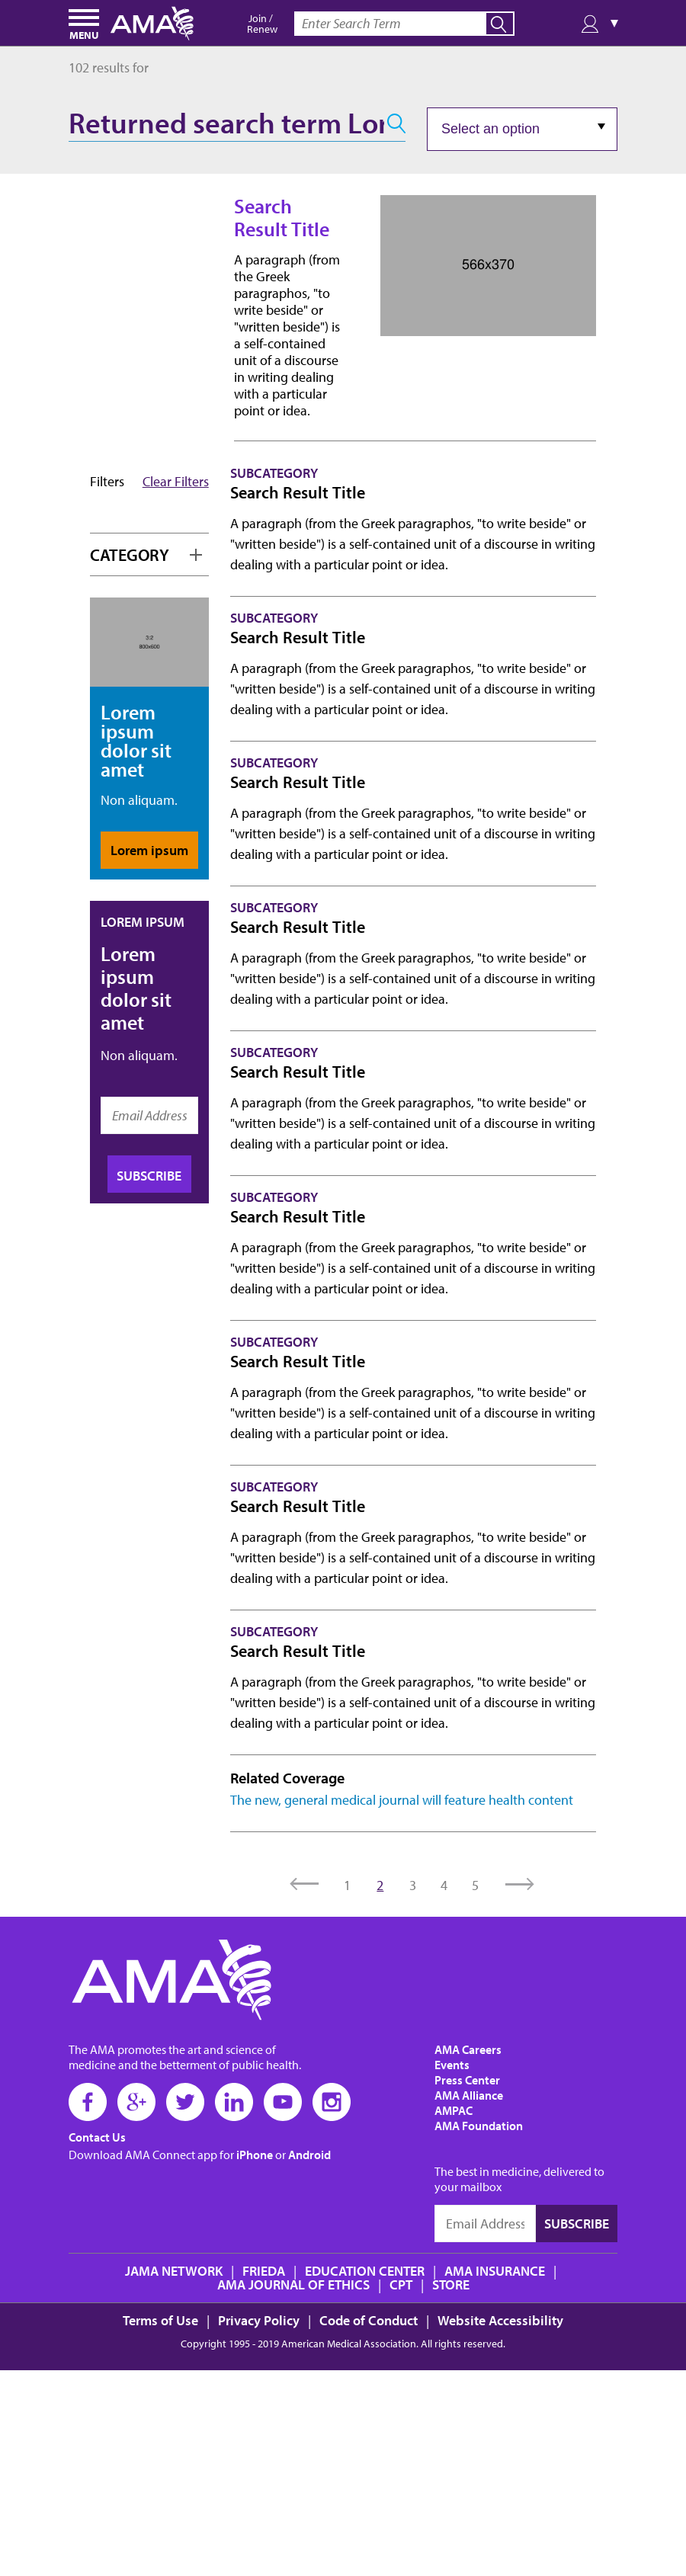 MENU
AMA
Join /
Renew
Enter Search Term
▼
102 results for
Returned search term Lor
Select an option
Search
Result Title
A paragraph (from
the Greek
paragraphos, "to
write beside" or
"written beside") is
a self-contained
unit of a discourse
in writing dealing
with a particular
point or idea.
566x370
Filters
Clear Filters
CATEGORY
3:2
800x600
Lorem
ipsum
dolor sit
amet
Non aliquam.
Lorem ipsum
LOREM IPSUM
Lorem
ipsum
dolor sit
amet
Non aliquam.
Email Address
SUBSCRIBE
SUBCATEGORY
Search Result Title
A paragraph (from the Greek paragraphos, "to write beside" or
"written beside") is a self-contained unit of a discourse in writing
dealing with a particular point or idea.
SUBCATEGORY
Search Result Title
A paragraph (from the Greek paragraphos, "to write beside" or
"written beside") is a self-contained unit of a discourse in writing
dealing with a particular point or idea.
SUBCATEGORY
Search Result Title
A paragraph (from the Greek paragraphos, "to write beside" or
"written beside") is a self-contained unit of a discourse in writing
dealing with a particular point or idea.
SUBCATEGORY
Search Result Title
A paragraph (from the Greek paragraphos, "to write beside" or
"written beside") is a self-contained unit of a discourse in writing
dealing with a particular point or idea.
SUBCATEGORY
Search Result Title
A paragraph (from the Greek paragraphos, "to write beside" or
"written beside") is a self-contained unit of a discourse in writing
dealing with a particular point or idea.
SUBCATEGORY
Search Result Title
A paragraph (from the Greek paragraphos, "to write beside" or
"written beside") is a self-contained unit of a discourse in writing
dealing with a particular point or idea.
SUBCATEGORY
Search Result Title
A paragraph (from the Greek paragraphos, "to write beside" or
"written beside") is a self-contained unit of a discourse in writing
dealing with a particular point or idea.
SUBCATEGORY
Search Result Title
A paragraph (from the Greek paragraphos, "to write beside" or
"written beside") is a self-contained unit of a discourse in writing
dealing with a particular point or idea.
SUBCATEGORY
Search Result Title
A paragraph (from the Greek paragraphos, "to write beside" or
"written beside") is a self-contained unit of a discourse in writing
dealing with a particular point or idea.
Related Coverage
The new, general medical journal will feature health content
1 2 3 4 5
AMA
The AMA promotes the art and science of
medicine and the betterment of public health.
Contact Us
Download AMA Connect app for iPhone or Android
AMA Careers
Events
Press Center
AMA Alliance
AMPAC
AMA Foundation
The best in medicine, delivered to
your mailbox
Email Address
SUBSCRIBE
JAMA NETWORK | FRIEDA | EDUCATION CENTER | AMA INSURANCE |
AMA JOURNAL OF ETHICS | CPT | STORE
Terms of Use | Privacy Policy | Code of Conduct | Website Accessibility
Copyright 1995 - 2019 American Medical Association. All rights reserved.